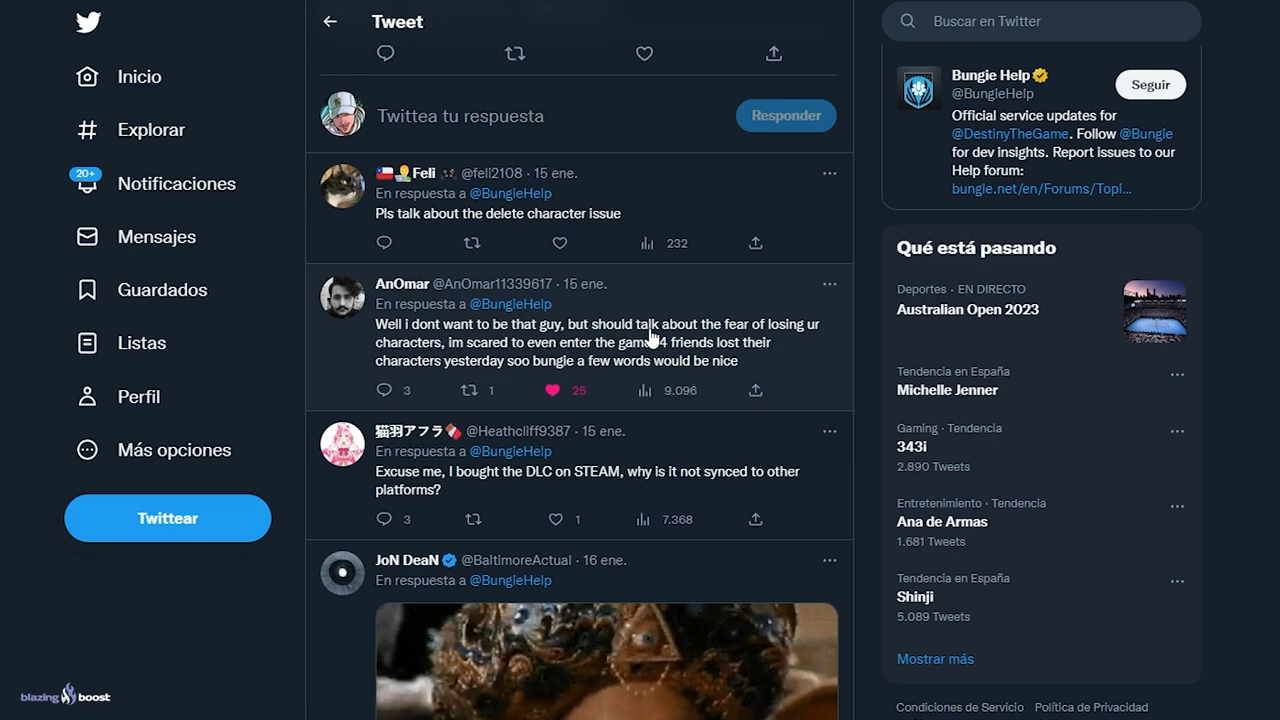 Inicio
Explorar
20+
Notificaciones
Mensajes
Guardados
Listas
Perfil
Más opciones
Twittear
Tweet
Twittea tu respuesta
Responder
Feli @feli2108 · 15 ene.
En respuesta a @BungieHelp
Pls talk about the delete character issue
232
AnOmar @AnOmar11339617 · 15 ene.
En respuesta a @BungieHelp
Well i dont want to be that guy, but should talk about the fear of losing ur
characters, im scared to even enter the game 4 friends lost their
characters yesterday soo bungie a few words would be nice
3 1 25 9.096
猫羽アフラ @Heathcliff9387 · 15 ene.
En respuesta a @BungieHelp
Excuse me, I bought the DLC on STEAM, why is it not synced to other
platforms?
3 1 7.368
JoN DeaN @BaltimoreActual · 16 ene.
En respuesta a @BungieHelp
Buscar en Twitter
Bungie Help
@BungieHelp
Seguir
Official service updates for
@DestinyTheGame. Follow @Bungie
for dev insights. Report issues to our
Help forum:
bungie.net/en/Forums/Topi…
Qué está pasando
Deportes · EN DIRECTO
Australian Open 2023
Tendencia en España
Michelle Jenner
Gaming · Tendencia
343i
2.890 Tweets
Entretenimiento · Tendencia
Ana de Armas
1.681 Tweets
Tendencia en España
Shinji
5.089 Tweets
Mostrar más
Condiciones de Servicio Política de Privacidad
blazing boost